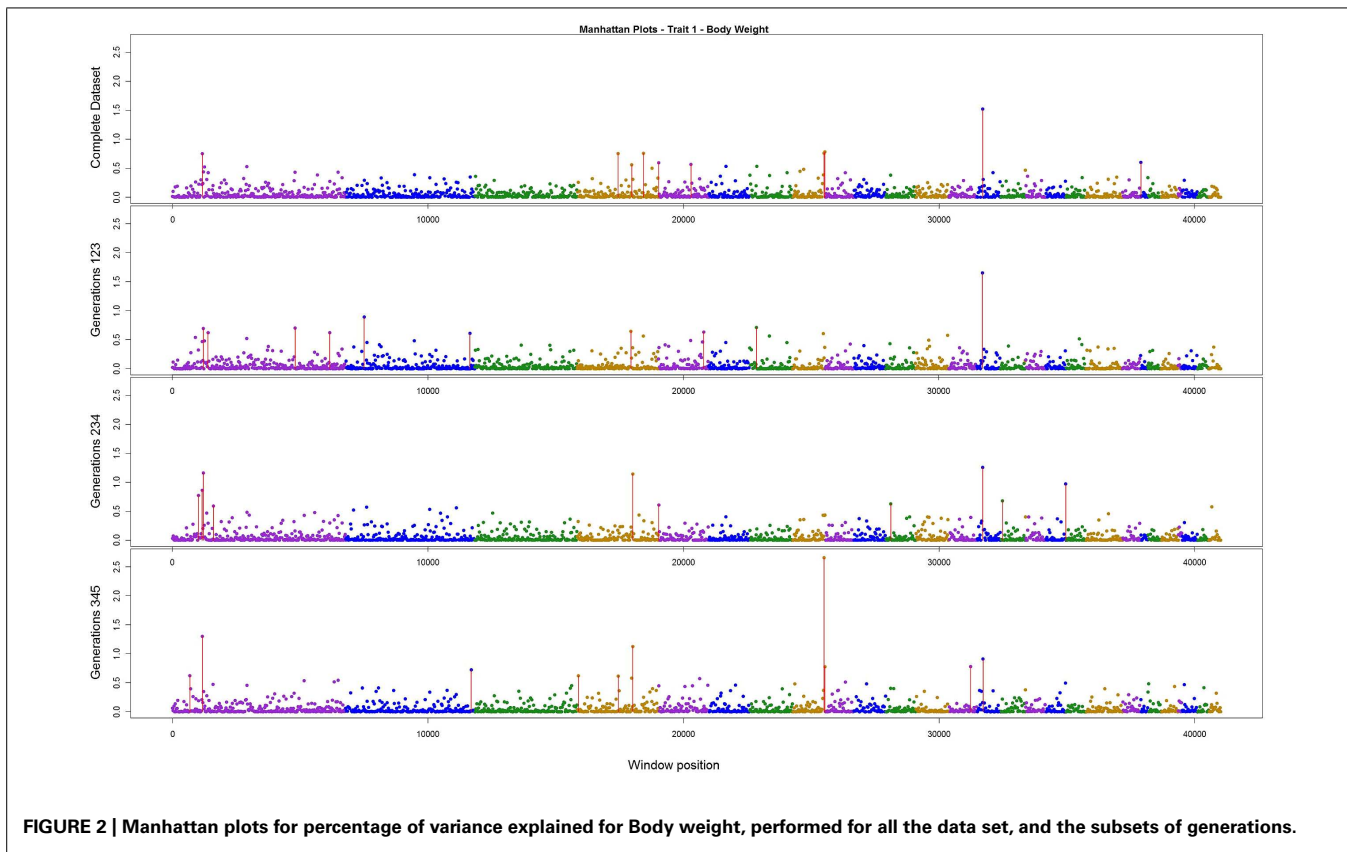 Manhattan Plots - Trait 1 - Body Weight
Complete Dataset
2.5
2.0
1.5
1.0
0.5
0.0
0 10000 20000 30000 40000
Generations 123
2.5
2.0
1.5
1.0
0.5
0.0
0 10000 20000 30000 40000
Generations 234
2.5
2.0
1.5
1.0
0.5
0.0
0 10000 20000 30000 40000
Generations 345
2.5
2.0
1.5
1.0
0.5
0.0
0 10000 20000 30000 40000
Window position
FIGURE 2 | Manhattan plots for percentage of variance explained for Body weight, performed for all the data set, and the subsets of generations.